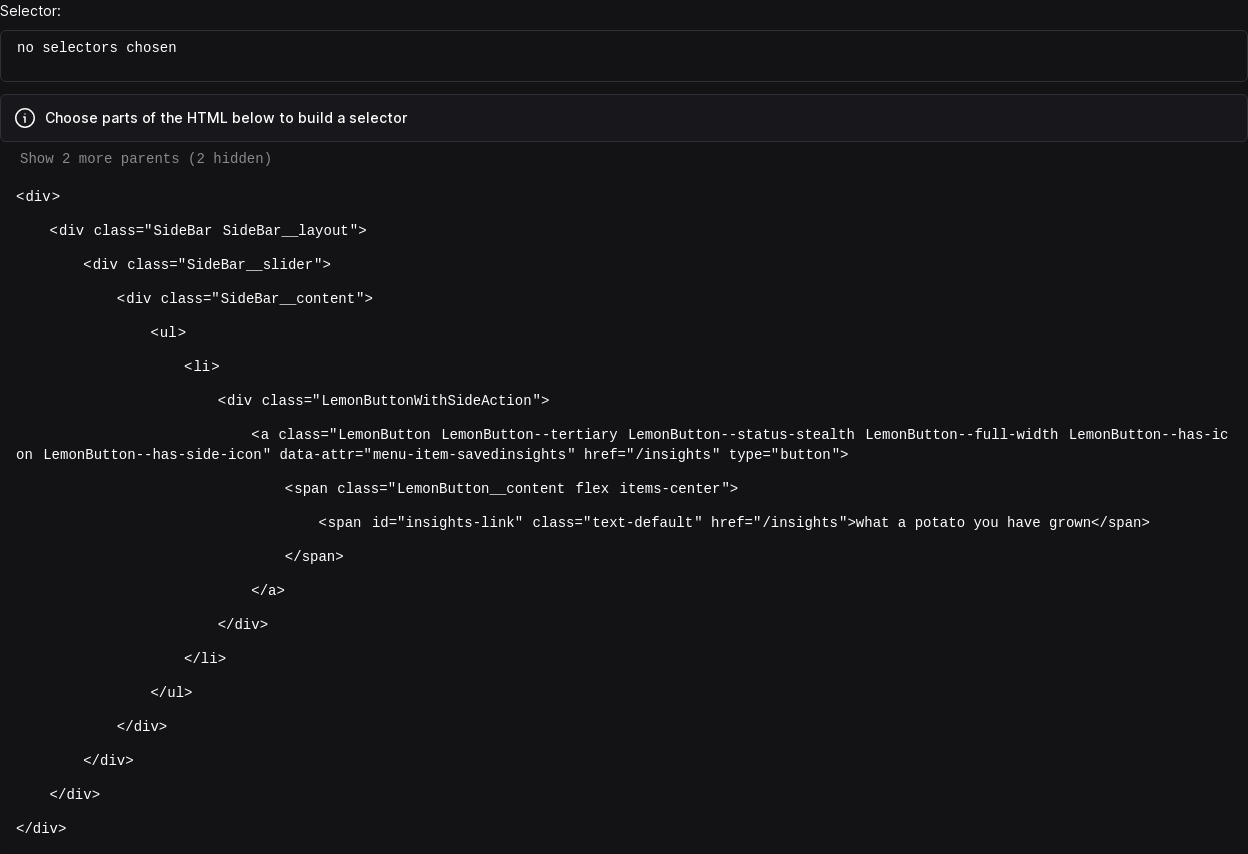 Selector:
no selectors chosen
Choose parts of the HTML below to build a selector
Show 2 more parents (2 hidden)
<div>
<div class="SideBar SideBar__layout">
<div class="SideBar__slider">
<div class="SideBar__content">
<ul>
<li>
<div class="LemonButtonWithSideAction">
<a class="LemonButton LemonButton--tertiary LemonButton--status-stealth LemonButton--full-width LemonButton--has-ic
on LemonButton--has-side-icon" data-attr="menu-item-savedinsights" href="/insights" type="button">
<span class="LemonButton__content flex items-center">
<span id="insights-link" class="text-default" href="/insights">what a potato you have grown</span>
</span>
</a>
</div>
</li>
</ul>
</div>
</div>
</div>
</div>